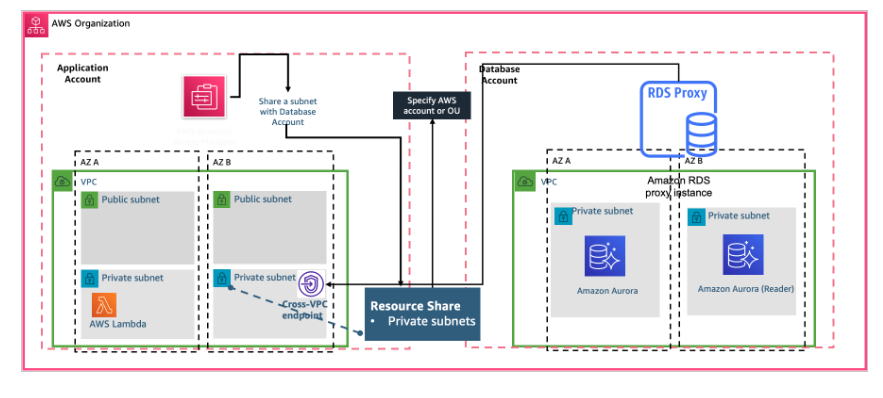 AWS Organization
Application
Account
Share a subnet
with Database
Account
Specify AWS
account or OU
Database
Account
RDS Proxy
AZ A
AZ B
VPC
Public subnet
Public subnet
Private subnet
Private subnet
AWS Lambda
Cross-VPC
endpoint
Resource Share
• Private subnets
AZ A
AZ B
VPC
Amazon RDS
proxy instance
Private subnet
Private subnet
Amazon Aurora
Amazon Aurora (Reader)